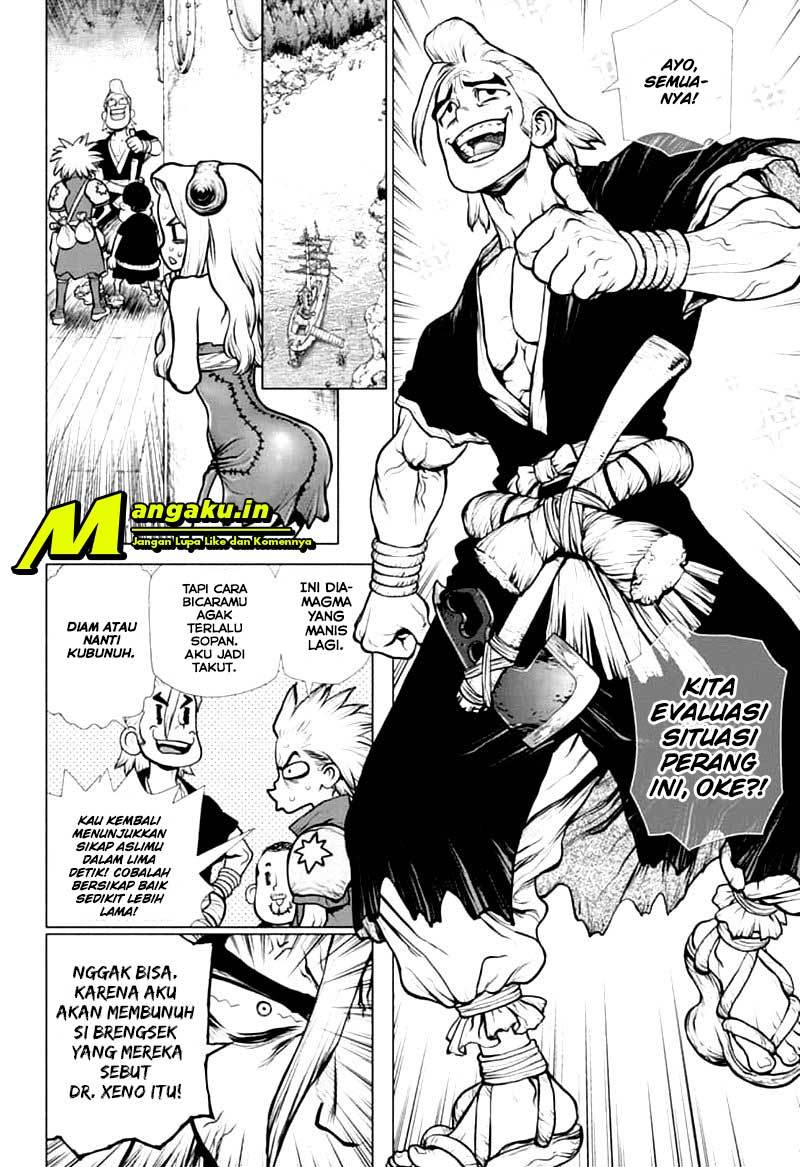 AYO,
SEMUA-
NYA!
KITA
EVALUASI
SITUASI
PERANG
INI, OKE?!
Mangaku.in
Jangan Lupa Like dan Komennya
INI DIA-
MAGMA
YANG
MANIS
LAGI.
TAPI CARA
BICARAMU
AGAK
TERLALU
SOPAN.
AKU JADI
TAKUT.
DIAM ATAU
NANTI
KUBUNUH.
KAU KEMBALI
MENUNJUKKAN
SIKAP ASLIMU
DALAM LIMA
DETIK! COBALAH
BERSIKAP BAIK
SEDIKIT LEBIH
LAMA!
NGGAK BISA.
KARENA AKU
AKAN MEMBUNUH
SI BRENGSEK
YANG MEREKA
SEBUT
DR. XENO ITU!